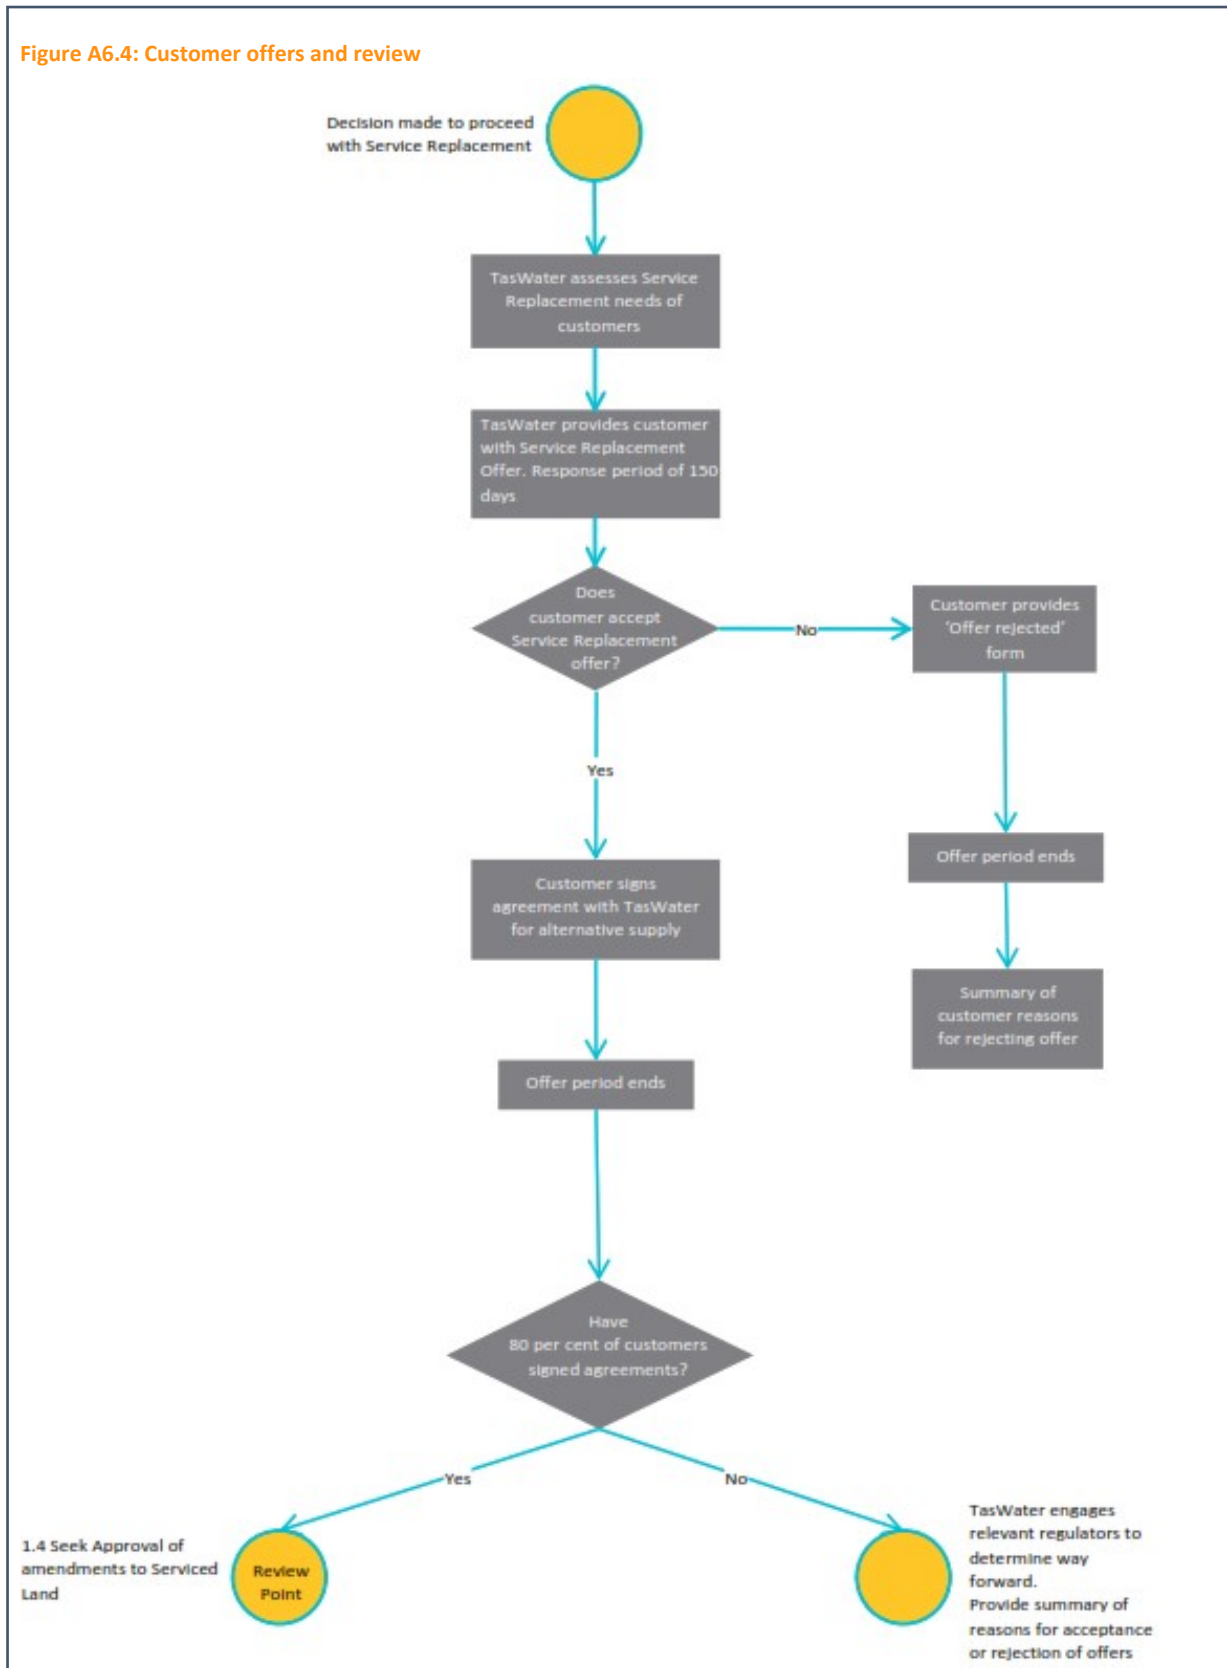 Figure A6.4: Customer offers and review
Decision made to proceed
with Service Replacement
TasWater assesses Service
Replacement needs of
customers
TasWater provides customer
with Service Replacement
Offer. Response period of 150
days
Does
customer accept
Service Replacement
offer?
No
Customer provides
‘Offer rejected’
form
Yes
Offer period ends
Customer signs
agreement with TasWater
for alternative supply
Summary of
customer reasons
for rejecting offer
Offer period ends
Have
80 per cent of customers
signed agreements?
Yes
No
1.4 Seek Approval of
amendments to Serviced
Land
Review
Point
TasWater engages
relevant regulators to
determine way
forward.
Provide summary of
reasons for acceptance
or rejection of offers